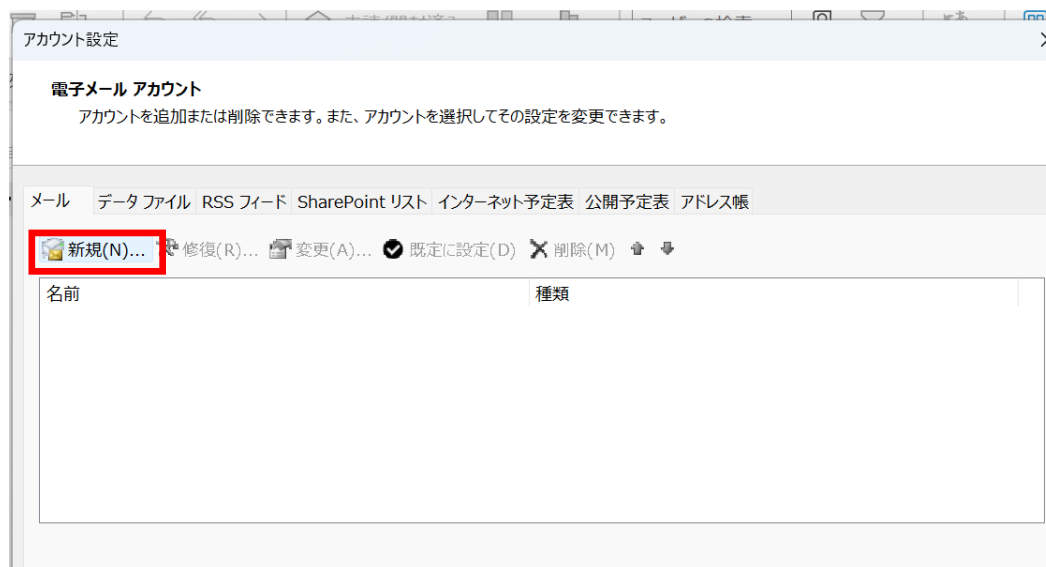 アカウント設定
電子メール アカウント
アカウントを追加または削除できます。また、アカウントを選択してその設定を変更できます。
メール データ ファイル RSS フィード SharePoint リスト インターネット予定表 公開予定表 アドレス帳
新規(N)... 修復(R)... 変更(A)... 既定に設定(D) 削除(M)
名前 種類